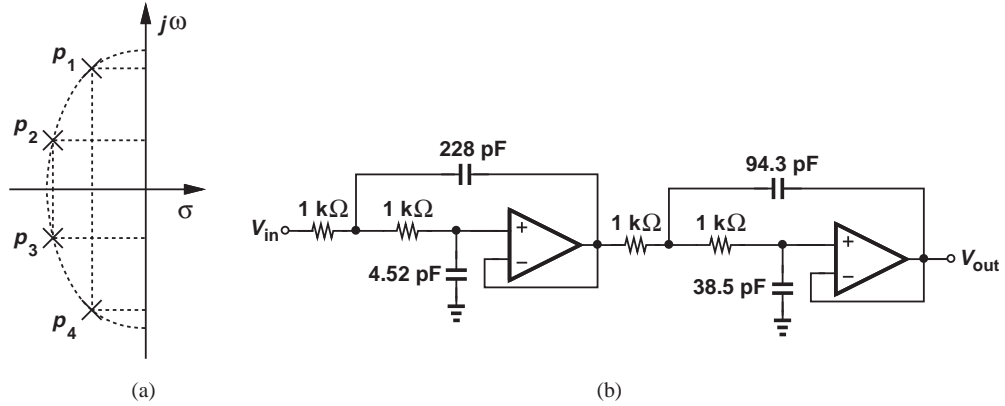 jω
p1
p2
σ
p3
p4
(a)
228 pF
94.3 pF
1 kΩ
1 kΩ
1 kΩ
1 kΩ
Vin
+
−
4.52 pF
+
−
38.5 pF
Vout
(b)